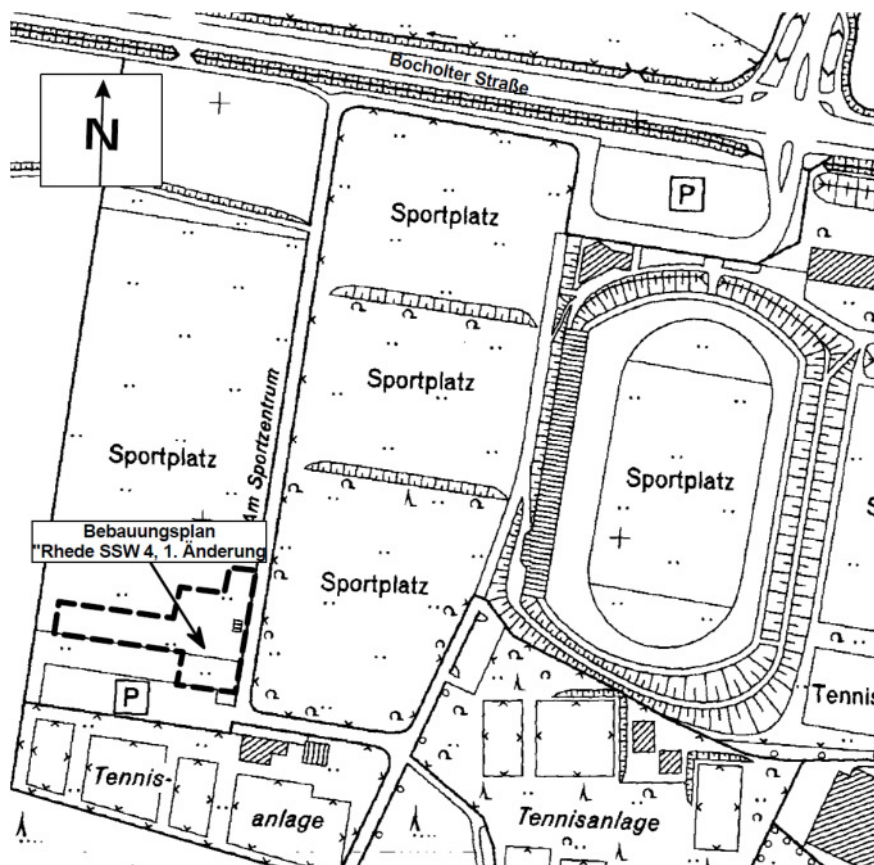 Bocholter Straße
N
P
Sportplatz
Sportplatz
Sportplatz
Sportplatz
Sportplatz
S
Am Sportzentrum
Bebauungsplan
"Rhede SSW 4, 1. Änderung
Sportplatz
P
Tennis
Tennis-
anlage
Tennisanlage